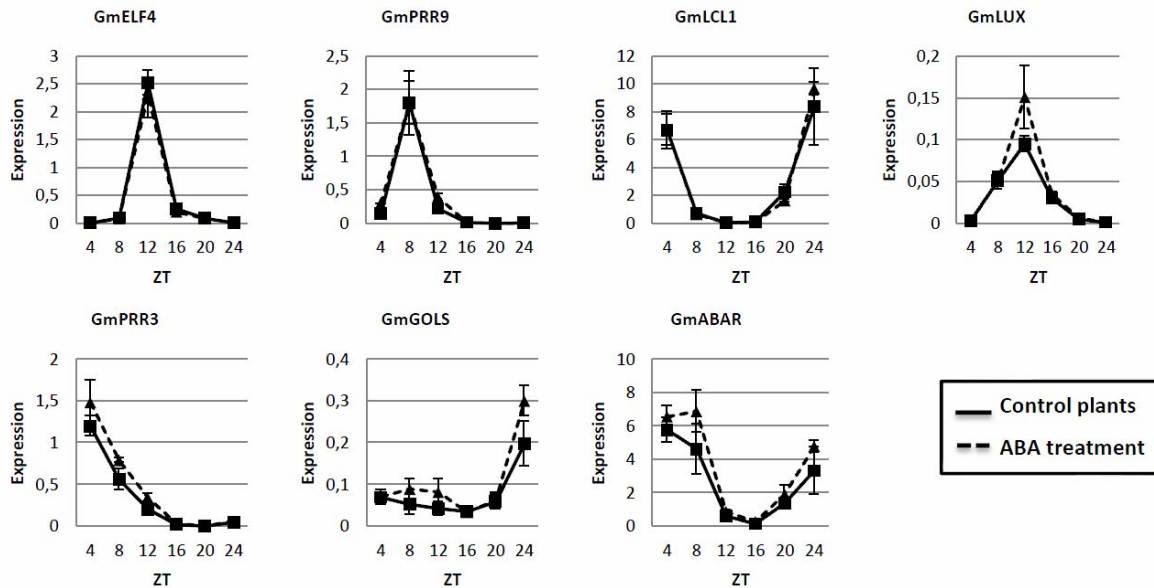 GmELF4
3
2,5
2
1,5
1
0,5
0
Expression
4 8 12 16 20 24
ZT
GmPRR9
2,5
2
1,5
1
0,5
0
Expression
4 8 12 16 20 24
ZT
GmLCL1
12
10
8
6
4
2
0
Expression
4 8 12 16 20 24
ZT
GmLUX
0,2
0,15
0,1
0,05
0
Expression
4 8 12 16 20 24
ZT
GmPRR3
2
1,5
1
0,5
0
Expression
4 8 12 16 20 24
ZT
GmGOLS
0,4
0,3
0,2
0,1
0
Expression
4 8 12 16 20 24
ZT
GmABAR
10
8
6
4
2
0
Expression
4 8 12 16 20 24
ZT
Control plants
ABA treatment